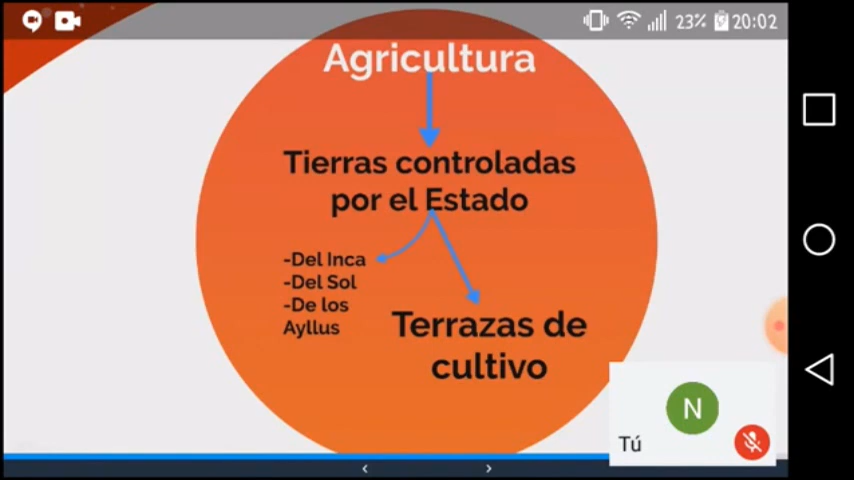 23% 20:02
Agricultura
Tierras controladas
por el Estado
-Del Inca
-Del Sol
-De los
Ayllus
Terrazas de
cultivo
N
Tú